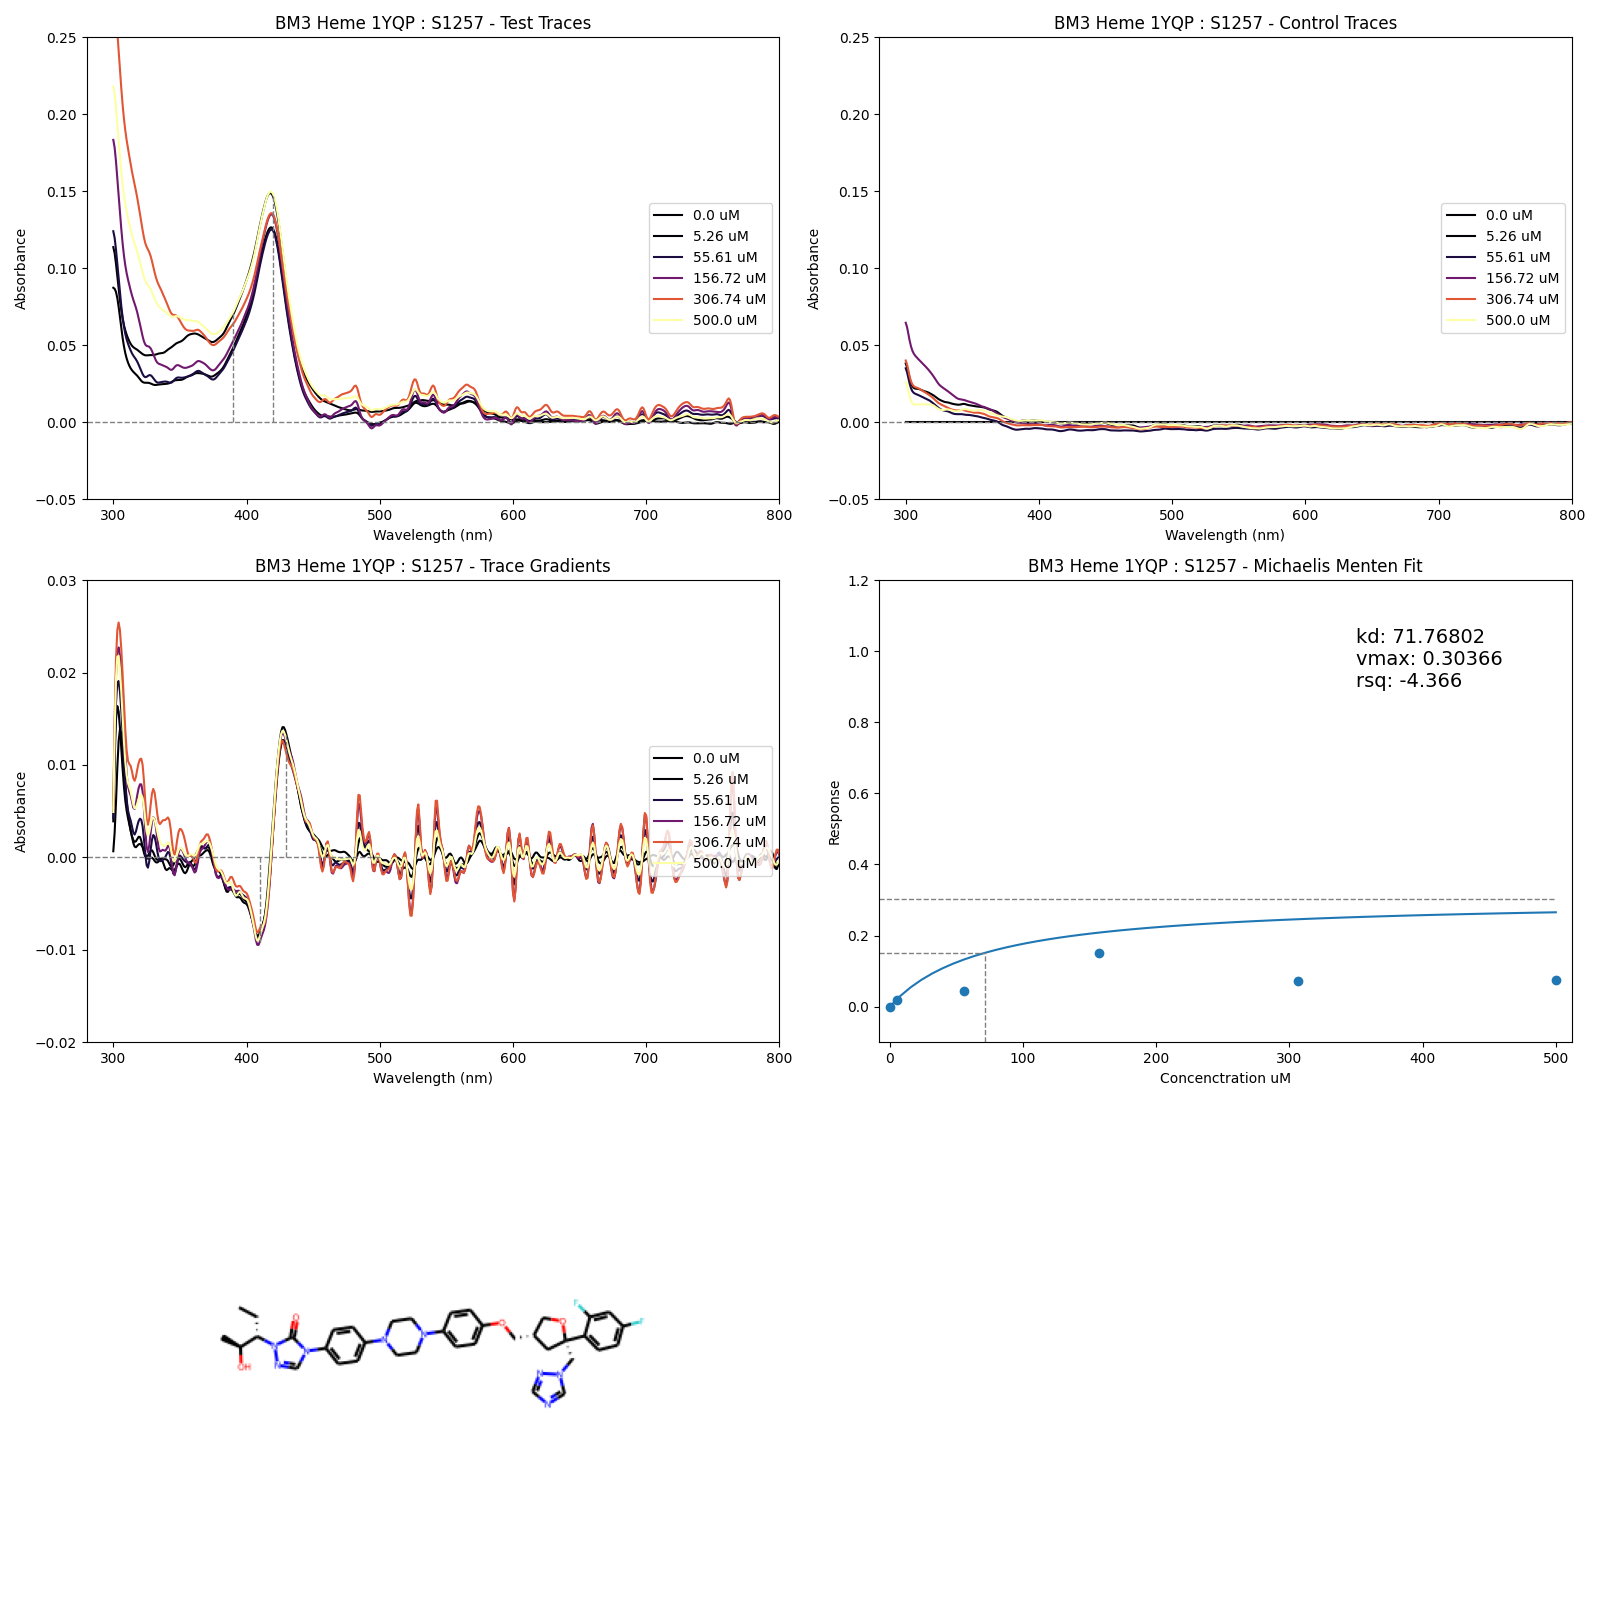 BM3 Heme 1YQP : S1257 - Test Traces
Absorbance
0.25
0.20
0.15
0.10
0.05
0.00
−0.05
300
400
500
600
700
800
Wavelength (nm)
0.0 uM
5.26 uM
55.61 uM
156.72 uM
306.74 uM
500.0 uM
BM3 Heme 1YQP : S1257 - Control Traces
Absorbance
0.25
0.20
0.15
0.10
0.05
0.00
−0.05
300
400
500
600
700
800
Wavelength (nm)
0.0 uM
5.26 uM
55.61 uM
156.72 uM
306.74 uM
500.0 uM
BM3 Heme 1YQP : S1257 - Trace Gradients
Absorbance
0.03
0.02
0.01
0.00
−0.01
−0.02
300
400
500
600
700
800
Wavelength (nm)
0.0 uM
5.26 uM
55.61 uM
156.72 uM
306.74 uM
500.0 uM
BM3 Heme 1YQP : S1257 - Michaelis Menten Fit
Response
1.2
1.0
0.8
0.6
0.4
0.2
0.0
0
100
200
300
400
500
Concenctration uM
kd: 71.76802
vmax: 0.30366
rsq: -4.366
O
OH
N
N
N
N
N
O
O
F
F
N
N
N